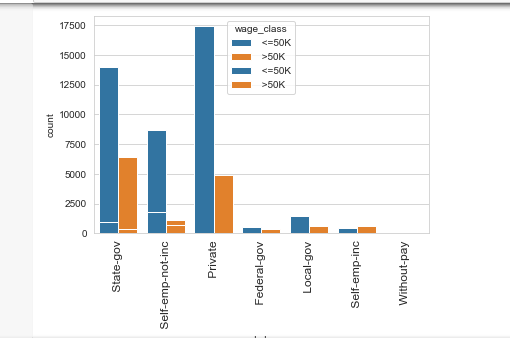 wage_class
<=50K
>50K
<=50K
>50K
17500
15000
12500
10000
7500
5000
2500
0
count
State-gov
Self-emp-not-inc
Private
Federal-gov
Local-gov
Self-emp-inc
Without-pay